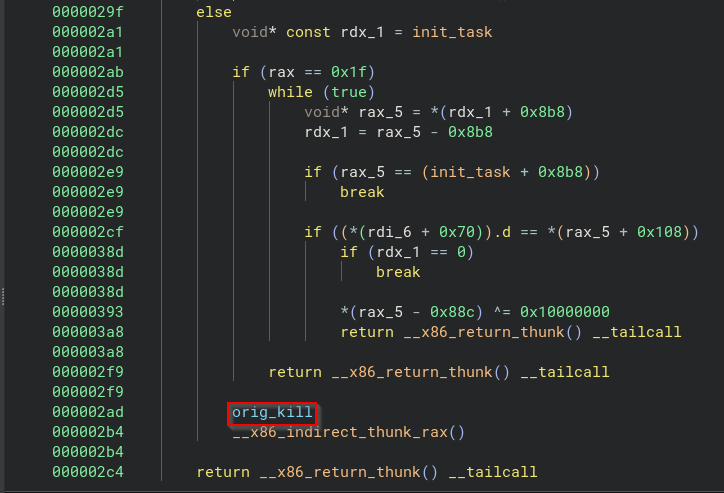 0000029f else
000002a1 void* const rdx_1 = init_task
000002a1
000002ab if (rax == 0x1f)
000002d5 while (true)
000002d5 void* rax_5 = *(rdx_1 + 0x8b8)
000002dc rdx_1 = rax_5 - 0x8b8
000002dc
000002e9 if (rax_5 == (init_task + 0x8b8))
000002e9 break
000002e9
000002cf if ((*(rdi_6 + 0x70)).d == *(rax_5 + 0x108))
0000038d if (rdx_1 == 0)
0000038d break
0000038d
00000393 *(rax_5 - 0x88c) ^= 0x10000000
000003a8 return __x86_return_thunk() __tailcall
000003a8
000002f9 return __x86_return_thunk() __tailcall
000002f9
000002ad orig_kill
000002b4 __x86_indirect_thunk_rax()
000002b4
000002c4 return __x86_return_thunk() __tailcall